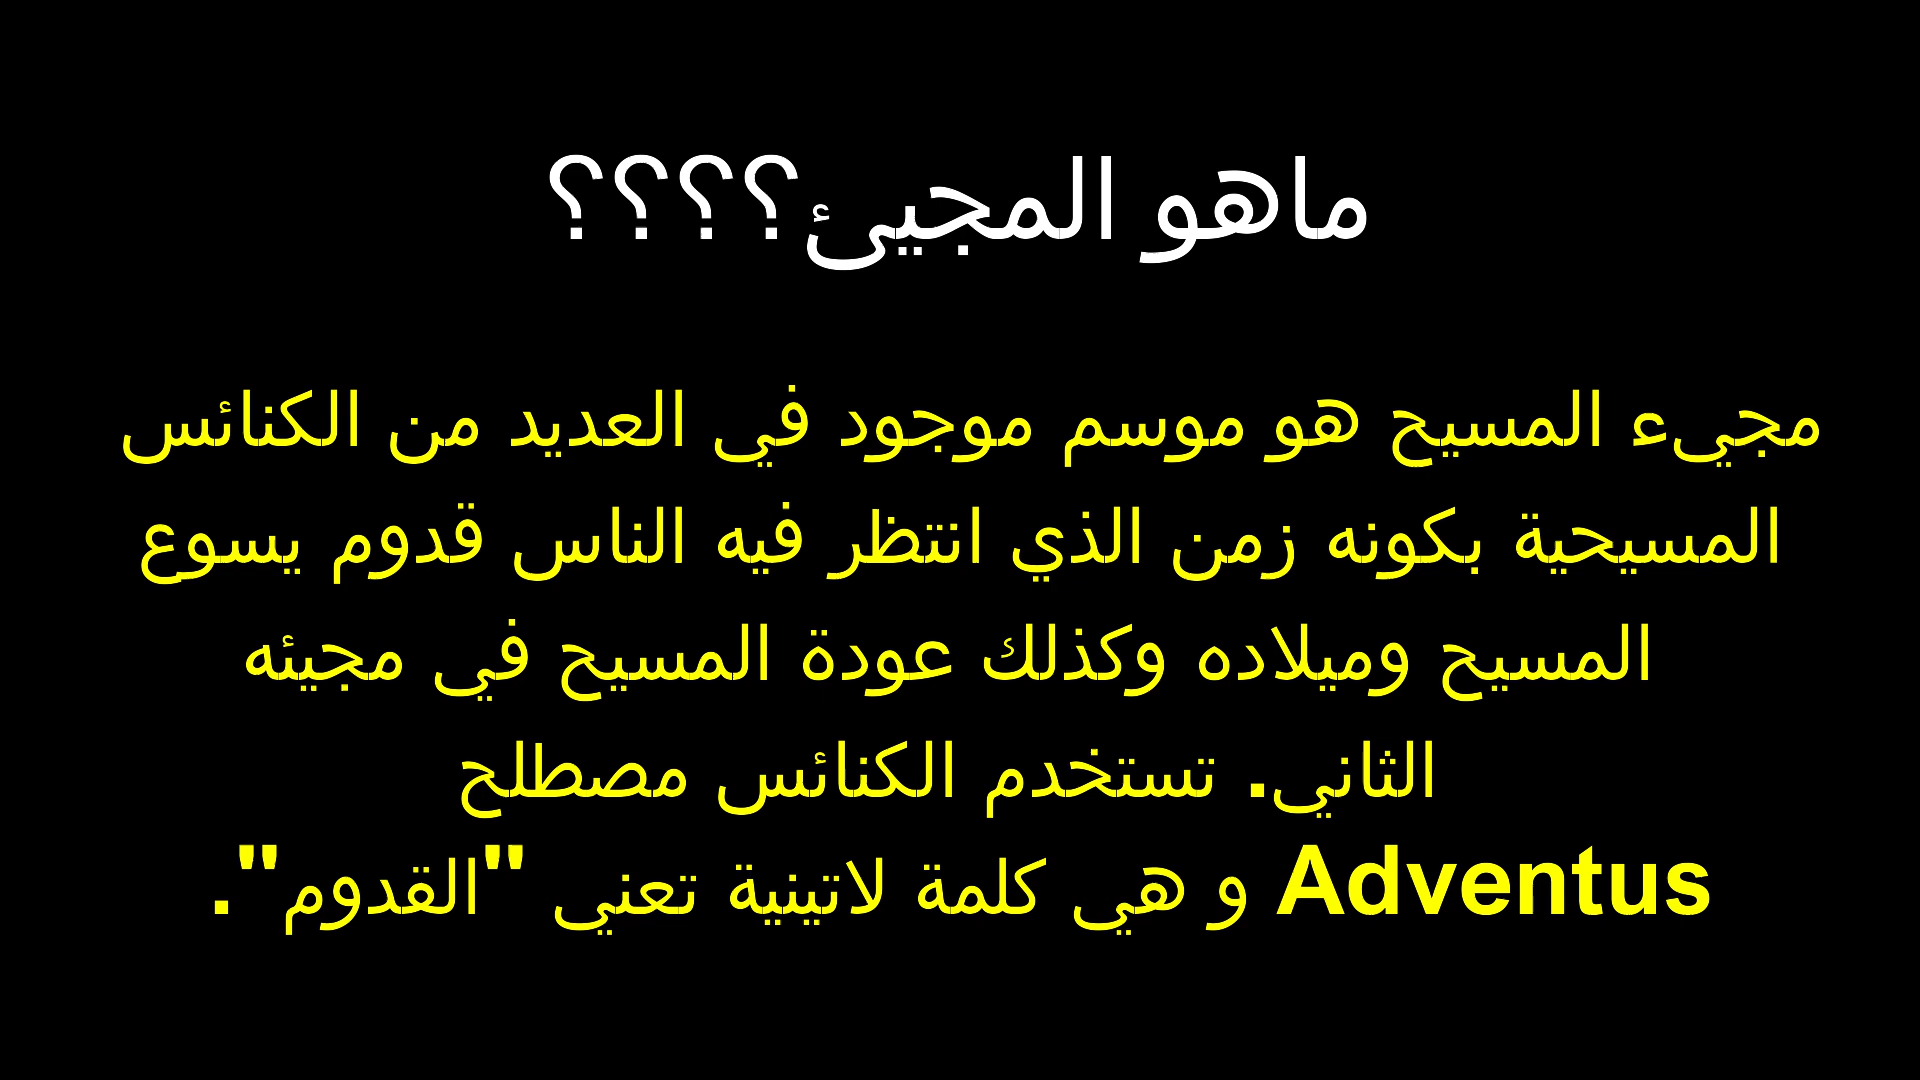 ماهو المجيئ؟؟؟؟
مجيء المسيح هو موسم موجود في العديد من الكنائس
المسيحية بكونه زمن الذي انتظر فيه الناس قدوم يسوع
المسيح وميلاده وكذلك عودة المسيح في مجيئه
الثاني. تستخدم الكنائس مصطلح
Adventus و هي كلمة لاتينية تعني "القدوم".